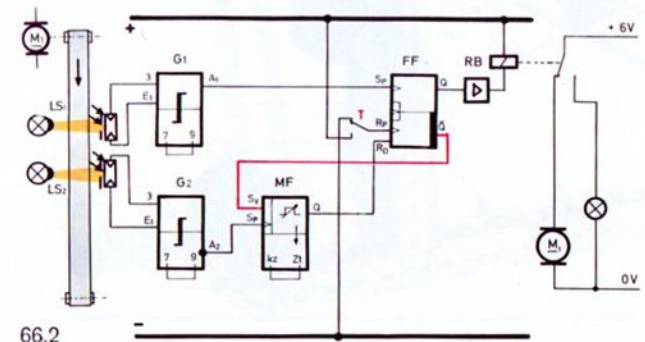 +
M1
G1
FF
RB
+ 6V
3
A1
SP
Q
LS1
E1
T
RP
Q̄
7 9
RD
LS2
G2
MF
3
SV
Q
E2
SP
A2
7 9
kz Zt
M1
0V
−
66.2